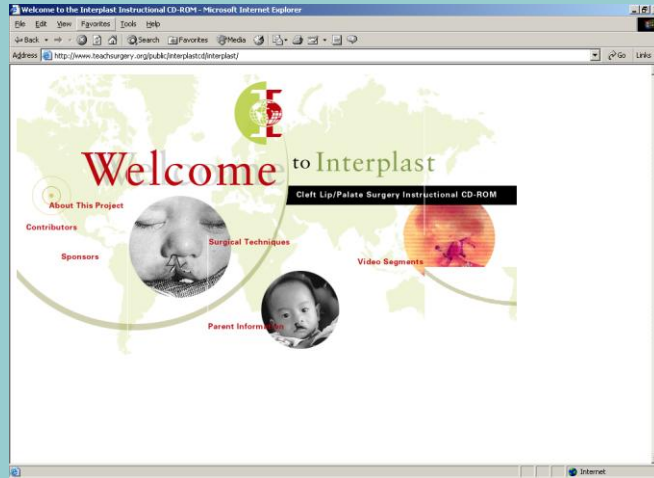 Welcome to the Interplast Instructional CD-ROM - Microsoft Internet Explorer
File Edit View Favorites Tools Help
Back Search Favorites Media
Address http://www.teachsurgery.org/public/interplastcd/interplast/ Go Links
Welcome to Interplast
Cleft Lip/Palate Surgery Instructional CD-ROM
About This Project
Contributors
Surgical Techniques
Sponsors
Video Segments
Parent Information
Internet